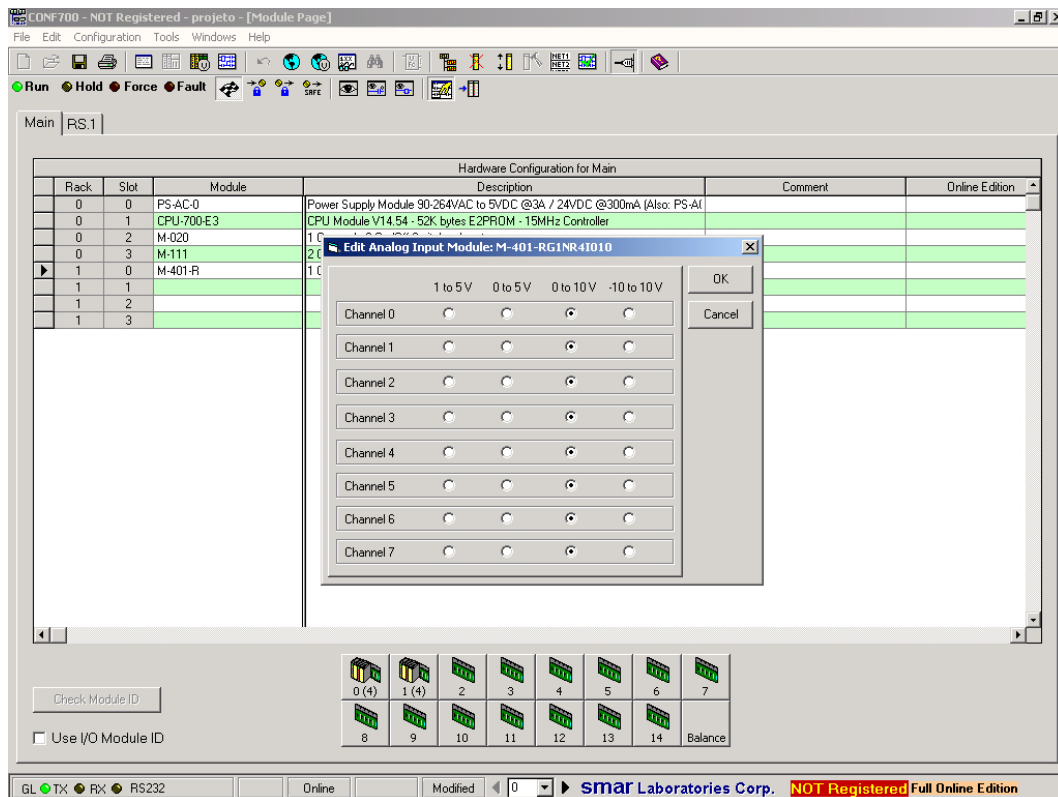 CONF700 - NOT Registered - projeto - [Module Page]
File Edit Configuration Tools Windows Help
Run Hold Force Fault SAFE
Main RS.1
Hardware Configuration for Main
Rack Slot Module Description Comment Online Edition
0 0 PS-AC-0 Power Supply Module 90-264VAC to 5VDC @3A / 24VDC @300mA (Also: PS-A(
0 1 CPU-700-E3 CPU Module V14.54 - 52K bytes E2PROM - 15MHz Controller
0 2 M-020
0 3 M-111
1 0 M-401-R
1 1
1 2
1 3
Edit Analog Input Module: M-401-RG1NR4I010
1 to 5 V 0 to 5 V 0 to 10 V -10 to 10 V
OK
Cancel
Channel 0
Channel 1
Channel 2
Channel 3
Channel 4
Channel 5
Channel 6
Channel 7
0 (4) 1 (4) 2 3 4 5 6 7
Check Module ID
Use I/O Module ID
8 9 10 11 12 13 14 Balance
GL TX RX RS232 Online Modified 0 smar Laboratories Corp. NOT Registered Full Online Edition